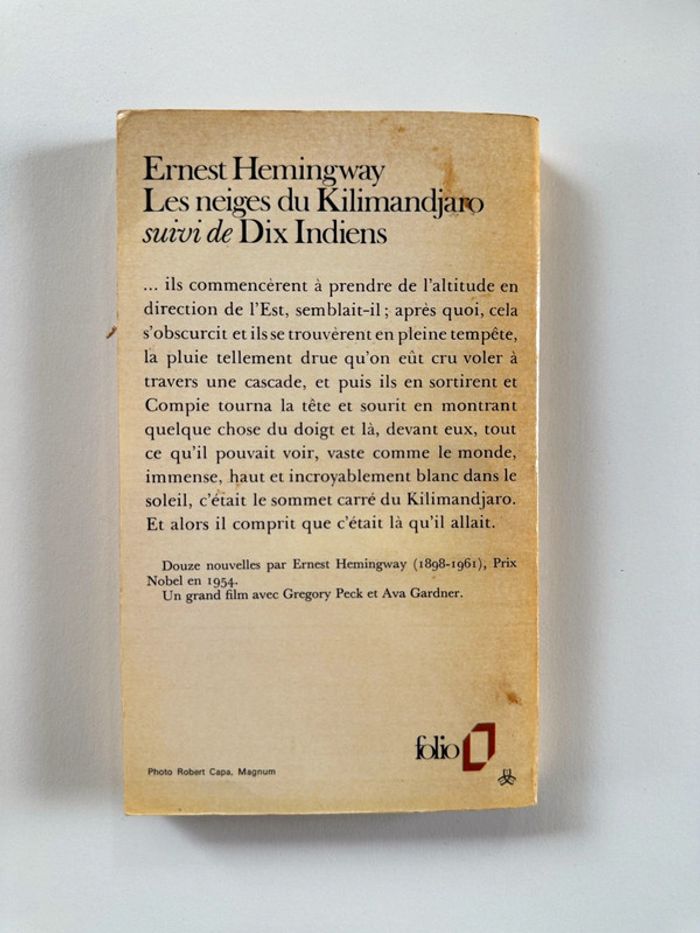 Ernest Hemingway
Les neiges du Kilimandjaro
suivi de Dix Indiens
... ils commencèrent à prendre de l'altitude en
direction de l'Est, semblait-il ; après quoi, cela
s'obscurcit et ils se trouvèrent en pleine tempête,
la pluie tellement drue qu'on eût cru voler à
travers une cascade, et puis ils en sortirent et
Compie tourna la tête et sourit en montrant
quelque chose du doigt et là, devant eux, tout
ce qu'il pouvait voir, vaste comme le monde,
immense, haut et incroyablement blanc dans le
soleil, c'était le sommet carré du Kilimandjaro.
Et alors il comprit que c'était là qu'il allait.
Douze nouvelles par Ernest Hemingway (1898-1961), Prix
Nobel en 1954.
Un grand film avec Gregory Peck et Ava Gardner.
folio
Photo Robert Capa, Magnum